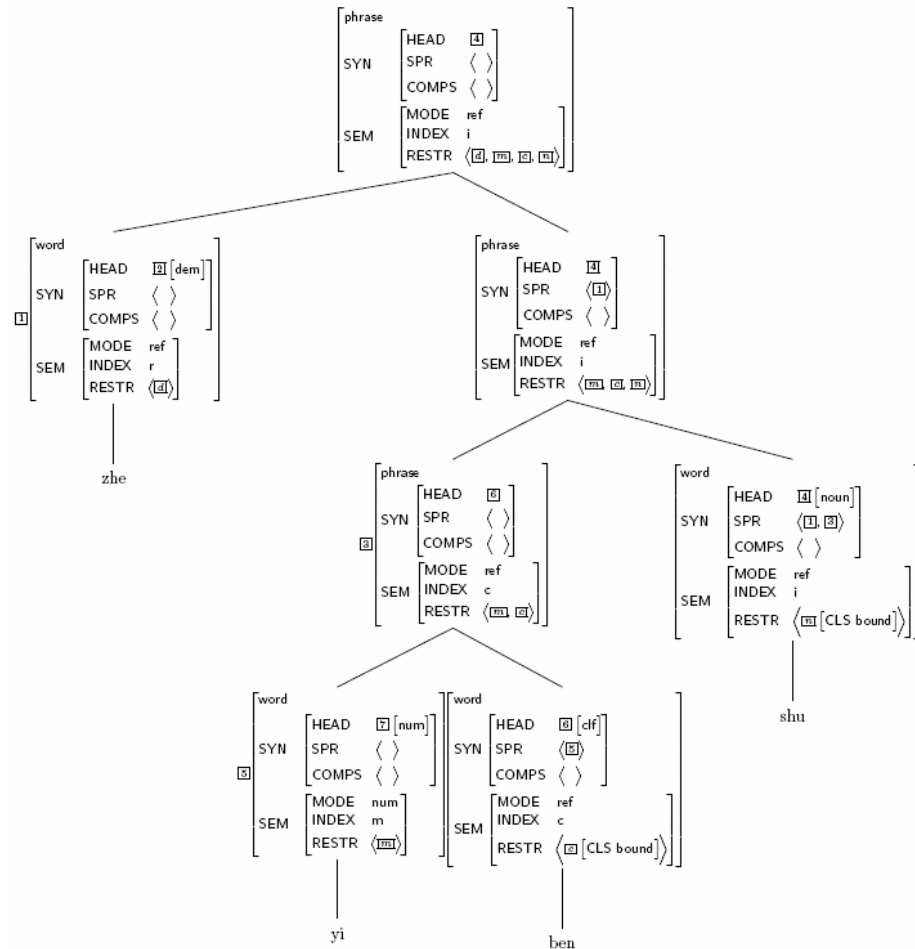 phrase
HEAD 4
SYN SPR ⟨ ⟩
COMPS ⟨ ⟩
MODE ref
SEM INDEX i
RESTR ⟨d, m, c, n⟩
1 word
HEAD 2 [dem]
SYN SPR ⟨ ⟩
COMPS ⟨ ⟩
MODE ref
SEM INDEX r
RESTR ⟨d⟩
zhe
phrase
HEAD 4
SYN SPR ⟨1⟩
COMPS ⟨ ⟩
MODE ref
SEM INDEX i
RESTR ⟨m, c, n⟩
3 phrase
HEAD 6
SYN SPR ⟨ ⟩
COMPS ⟨ ⟩
MODE ref
SEM INDEX c
RESTR ⟨m, c⟩
word
HEAD 4 [noun]
SYN SPR ⟨1, 3⟩
COMPS ⟨ ⟩
MODE ref
SEM INDEX i
RESTR ⟨n [CLS bound]⟩
shu
5 word
HEAD 7 [num]
SYN SPR ⟨ ⟩
COMPS ⟨ ⟩
MODE num
SEM INDEX m
RESTR ⟨m⟩
yi
word
HEAD 6 [clf]
SYN SPR ⟨5⟩
COMPS ⟨ ⟩
MODE ref
SEM INDEX c
RESTR ⟨c [CLS bound]⟩
ben